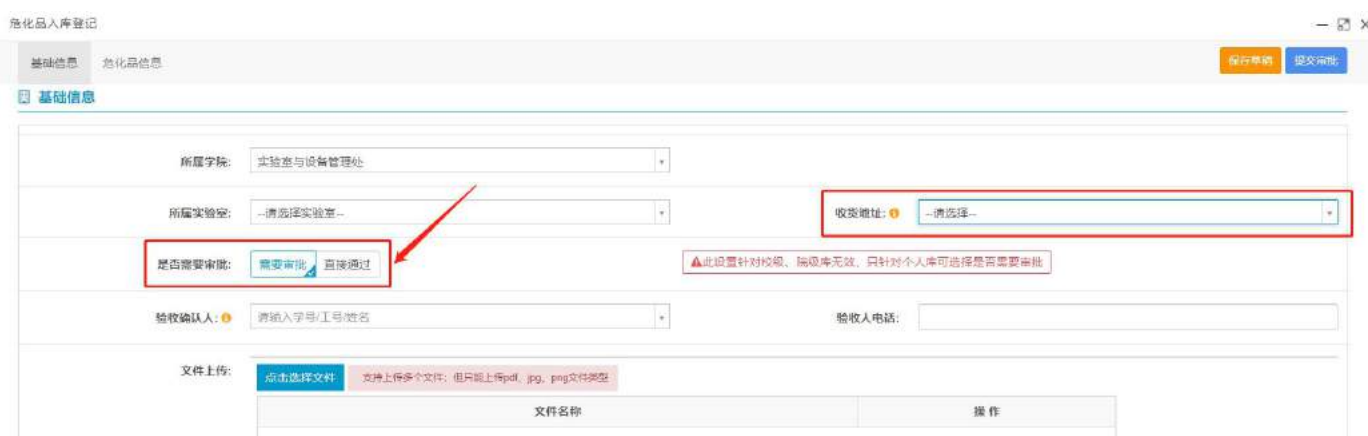 危化品入库登记
基础信息 危化品信息 保存草稿 提交审批
基础信息
所属学院: 实验室与设备管理处
所属实验室: --请选择实验室-- 收货地址: --请选择--
是否需要审批: 需要审批 直接通过 此设置针对校级、院级库无效，只针对个人库可选择是否需要审批
验收确认人: 请输入学号/工号/姓名 验收人电话:
文件上传: 点击选择文件 支持上传多个文件；但只能上传pdf, jpg, png文件类型
文件名称 操作